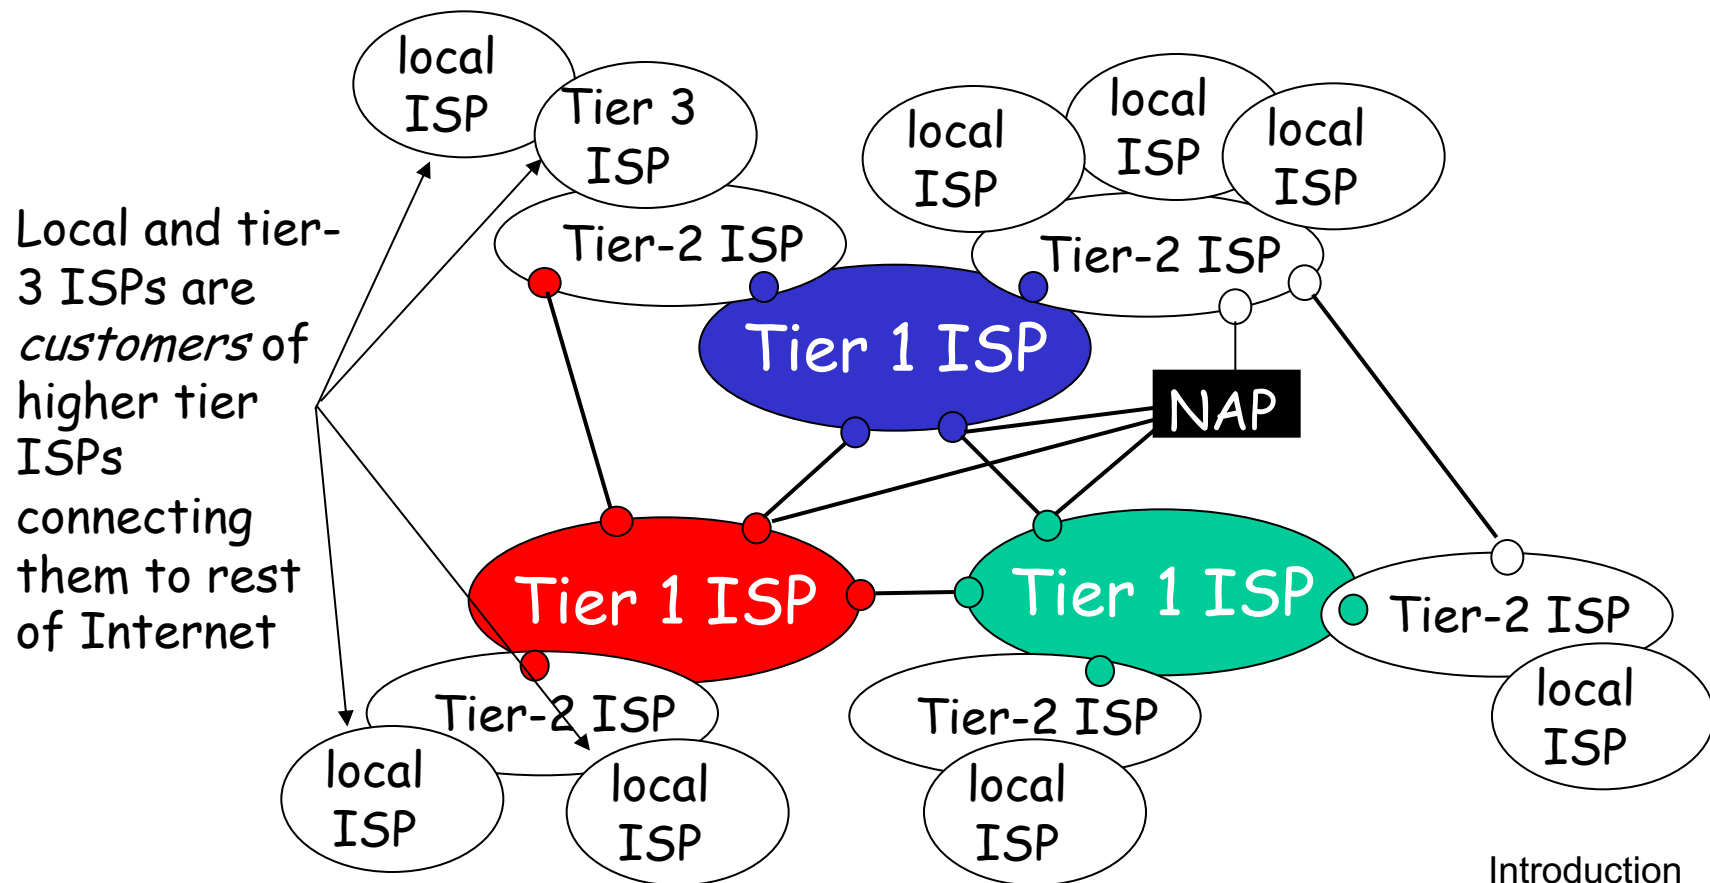 local
ISP
Tier 3
ISP
local
ISP
local
ISP
local
ISP
Local and tier-
3 ISPs are
customers of
higher tier
ISPs
connecting
them to rest
of Internet
Tier-2 ISP
Tier-2 ISP
Tier 1 ISP
NAP
Tier 1 ISP
Tier 1 ISP
Tier-2 ISP
local
ISP
Tier-2 ISP
local
ISP
local
ISP
Tier-2 ISP
local
ISP
Introduction